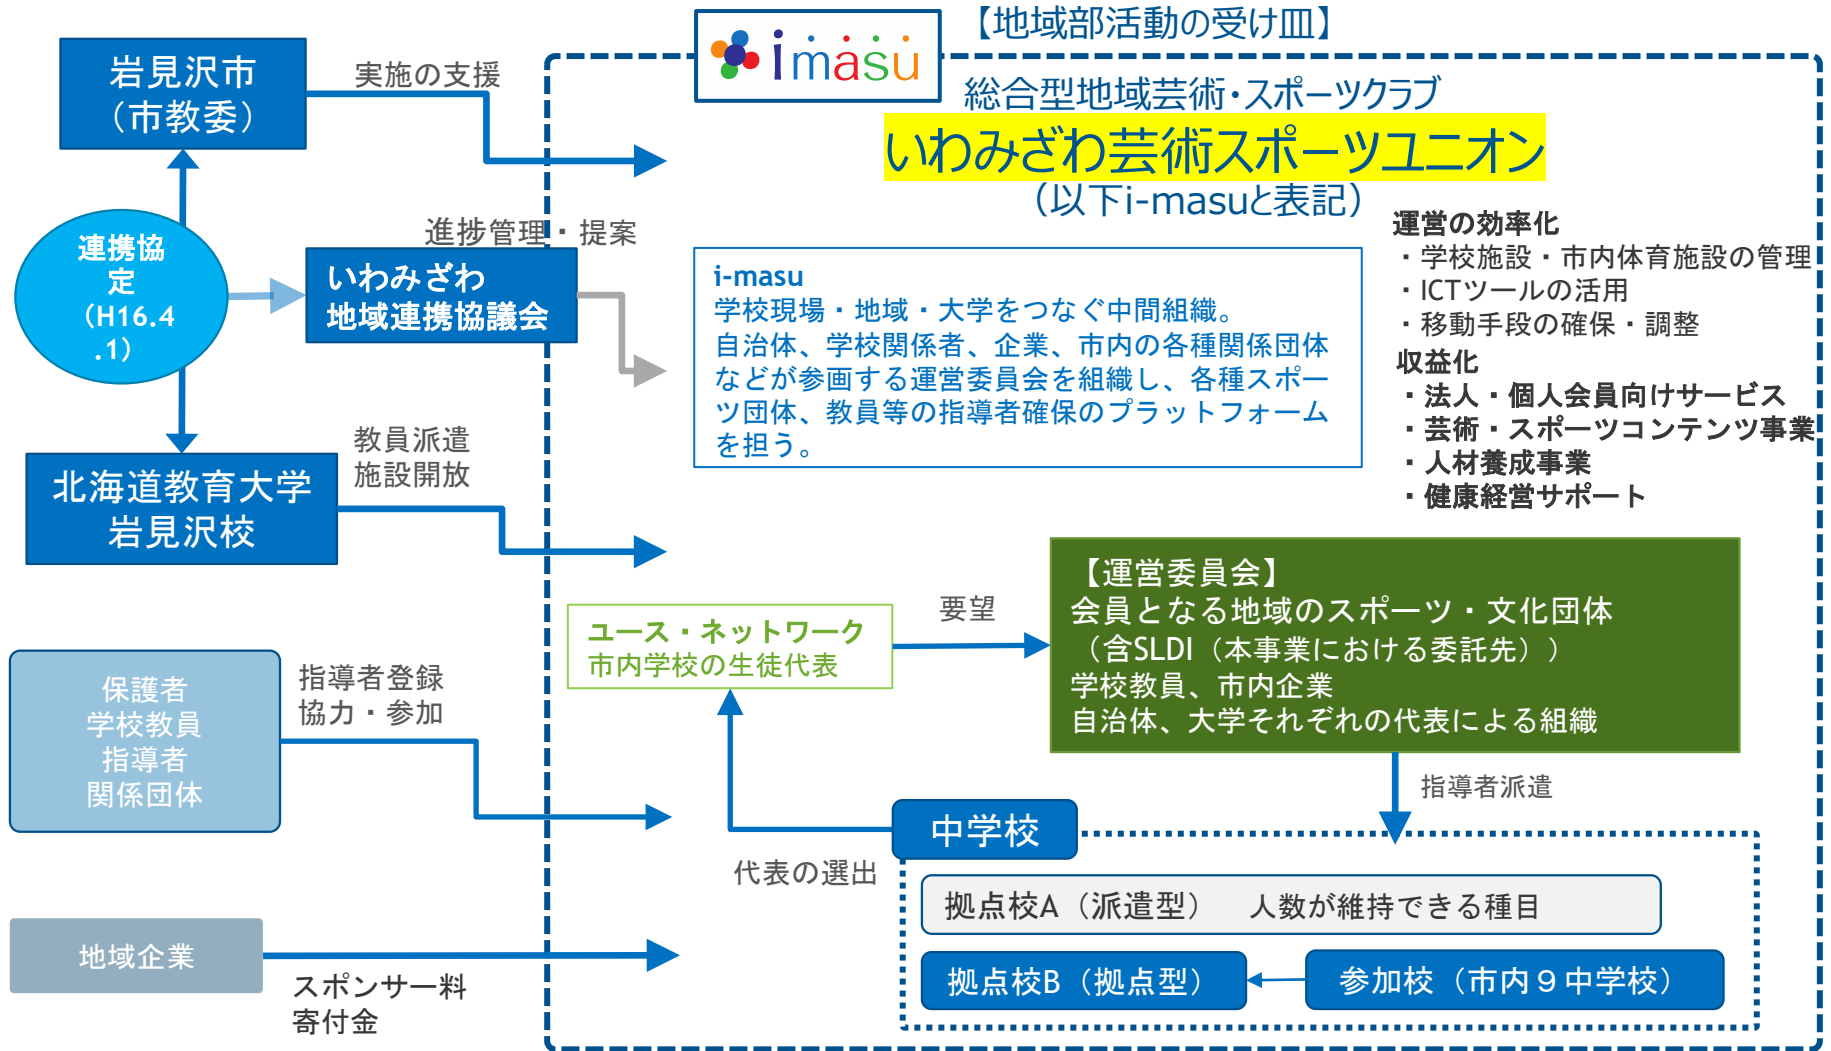 【地域部活動の受け皿】
imasu
総合型地域芸術・スポーツクラブ
いわみざわ芸術スポーツユニオン
（以下i-masuと表記）
岩見沢市
（市教委）
実施の支援
連携協
定
（H16.4
.1）
進捗管理・提案
いわみざわ
地域連携協議会
i-masu
学校現場・地域・大学をつなぐ中間組織。
自治体、学校関係者、企業、市内の各種関係団体
などが参画する運営委員会を組織し、各種スポー
ツ団体、教員等の指導者確保のプラットフォーム
を担う。
運営の効率化
・学校施設・市内体育施設の管理
・ICTツールの活用
・移動手段の確保・調整
収益化
・法人・個人会員向けサービス
・芸術・スポーツコンテンツ事業
・人材養成事業
・健康経営サポート
教員派遣
施設開放
北海道教育大学
岩見沢校
ユース・ネットワーク
市内学校の生徒代表
要望
【運営委員会】
会員となる地域のスポーツ・文化団体
（含SLDI（本事業における委託先））
学校教員、市内企業
自治体、大学それぞれの代表による組織
保護者
学校教員
指導者
関係団体
指導者登録
協力・参加
指導者派遣
中学校
代表の選出
拠点校A（派遣型）　人数が維持できる種目
拠点校B（拠点型）
参加校（市内９中学校）
地域企業
スポンサー料
寄付金